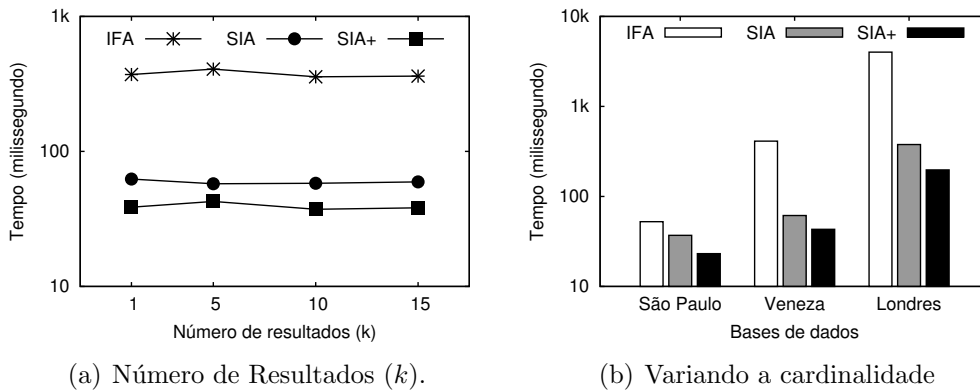 1k
IFA SIA SIA+
100
10
Tempo (milissegundo)
1 5 10 15
Número de resultados (k)
(a) Número de Resultados (k).
10k
IFA SIA SIA+
1k
100
10
Tempo (milissegundo)
São Paulo Veneza Londres
Bases de dados
(b) Variando a cardinalidade